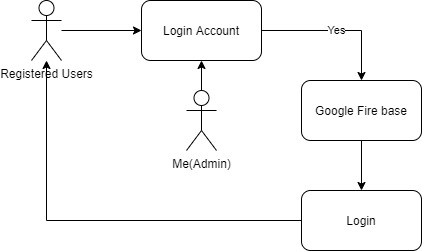 Login Account
Yes
Registered Users
Google Fire base
Me(Admin)
Login